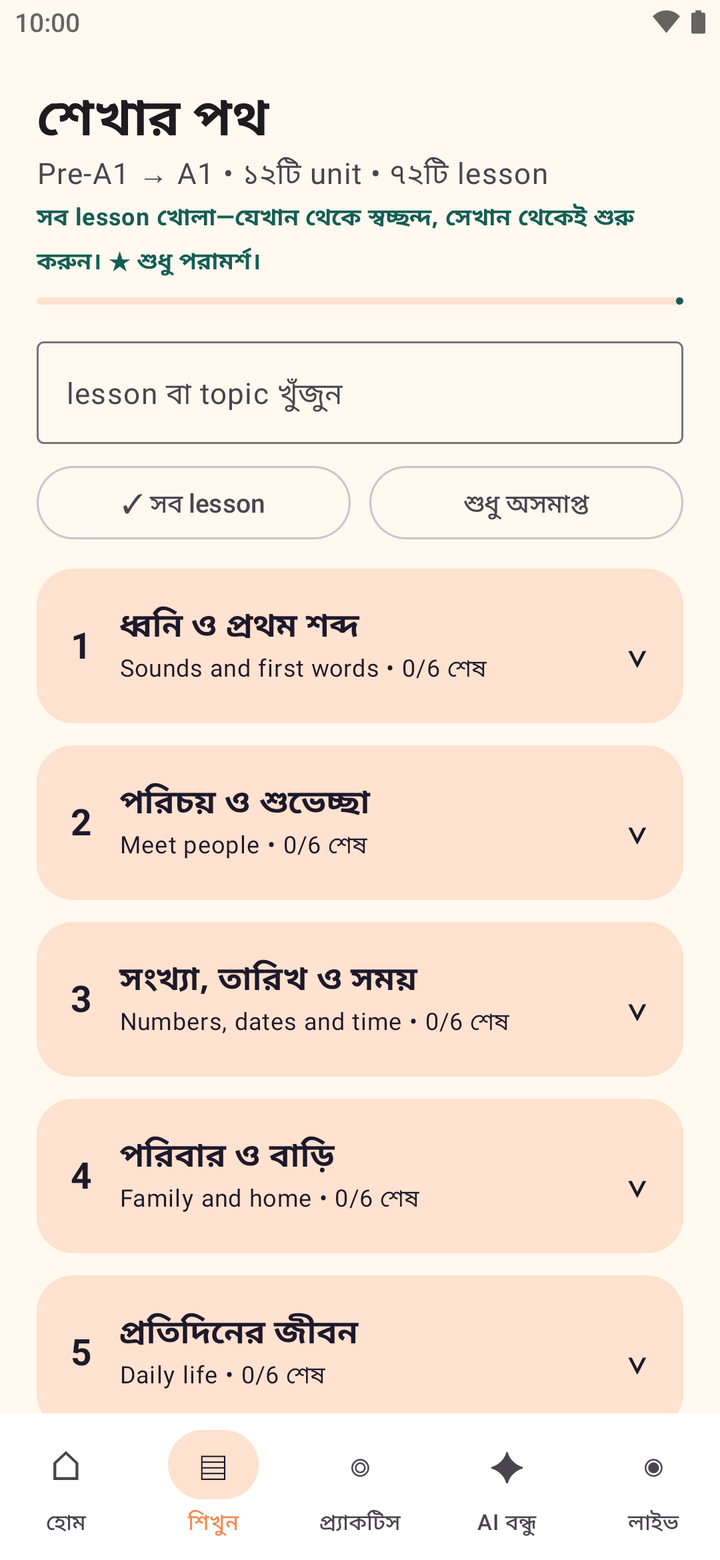 10:00
শেখার পথ
Pre-A1 → A1 • ১২টি unit • ৭২টি lesson
সব lesson খোলা—যেখান থেকে স্বচ্ছন্দ, সেখান থেকেই শুরু
করুন। ★ শুধু পরামর্শ।
lesson বা topic খুঁজুন
✓ সব lesson
শুধু অসমাপ্ত
1
ধ্বনি ও প্রথম শব্দ
Sounds and first words • 0/6 শেষ
2
পরিচয় ও শুভেচ্ছা
Meet people • 0/6 শেষ
3
সংখ্যা, তারিখ ও সময়
Numbers, dates and time • 0/6 শেষ
4
পরিবার ও বাড়ি
Family and home • 0/6 শেষ
5
প্রতিদিনের জীবন
Daily life • 0/6 শেষ
হোম
শিখুন
প্র্যাকটিস
AI বন্ধু
লাইভ